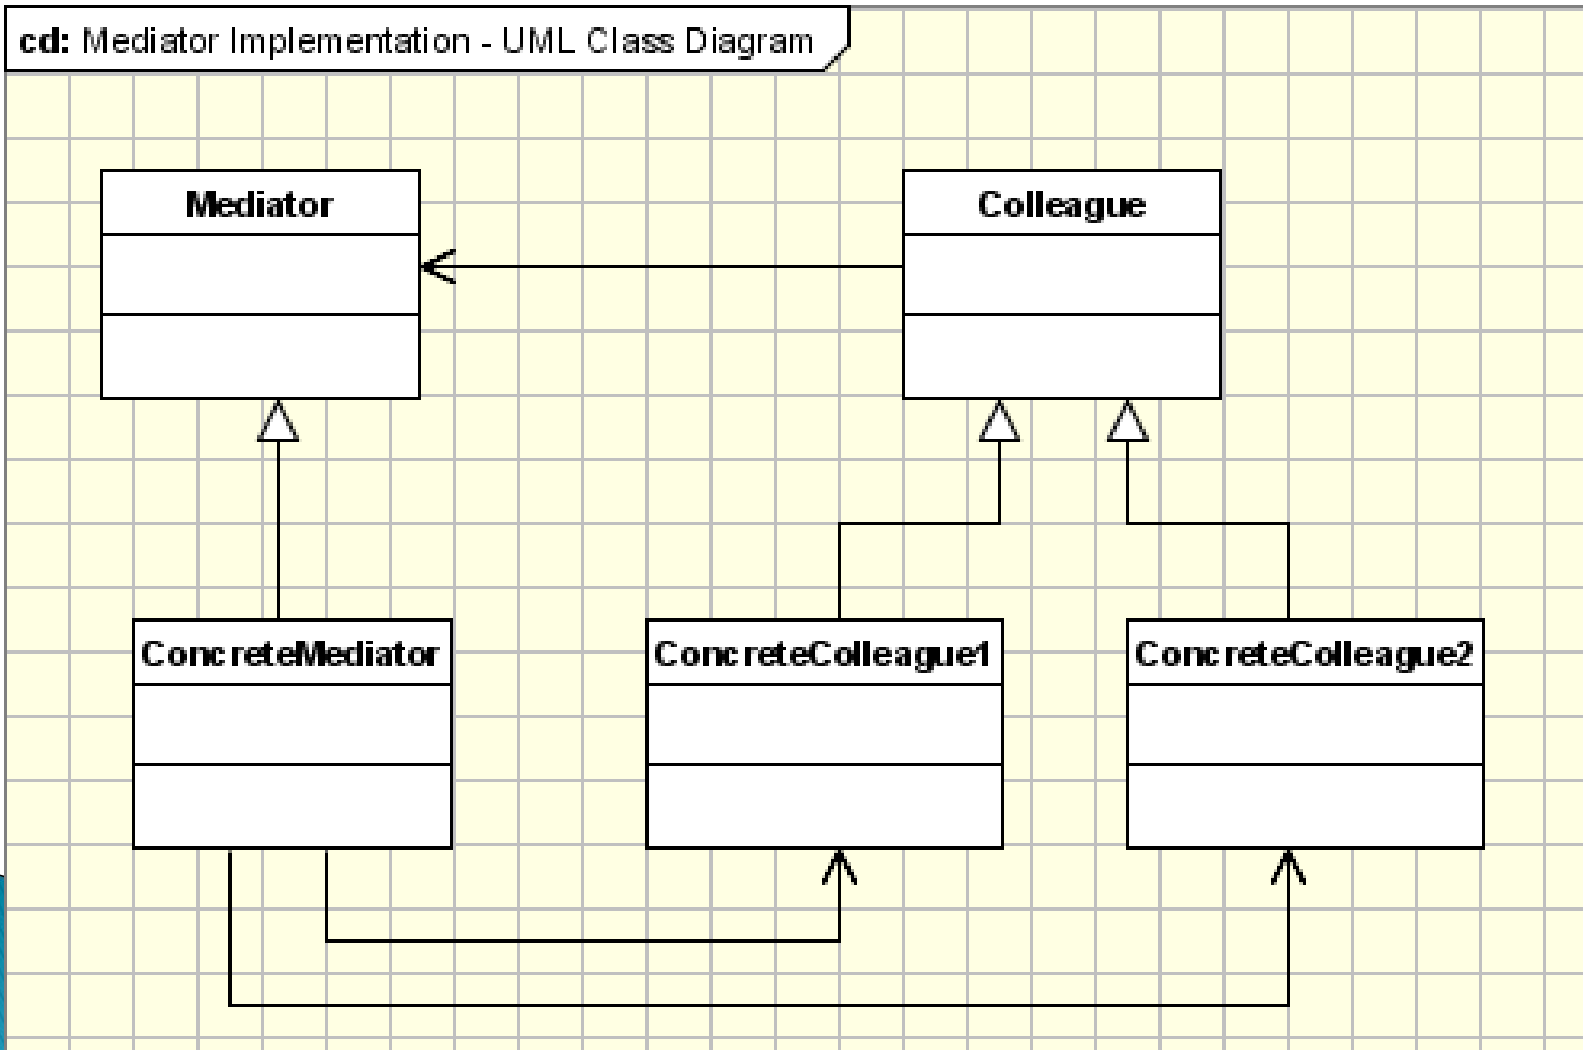 cd: Mediator Implementation - UML Class Diagram
Mediator
Colleague
ConcreteMediator
ConcreteColleague1
ConcreteColleague2